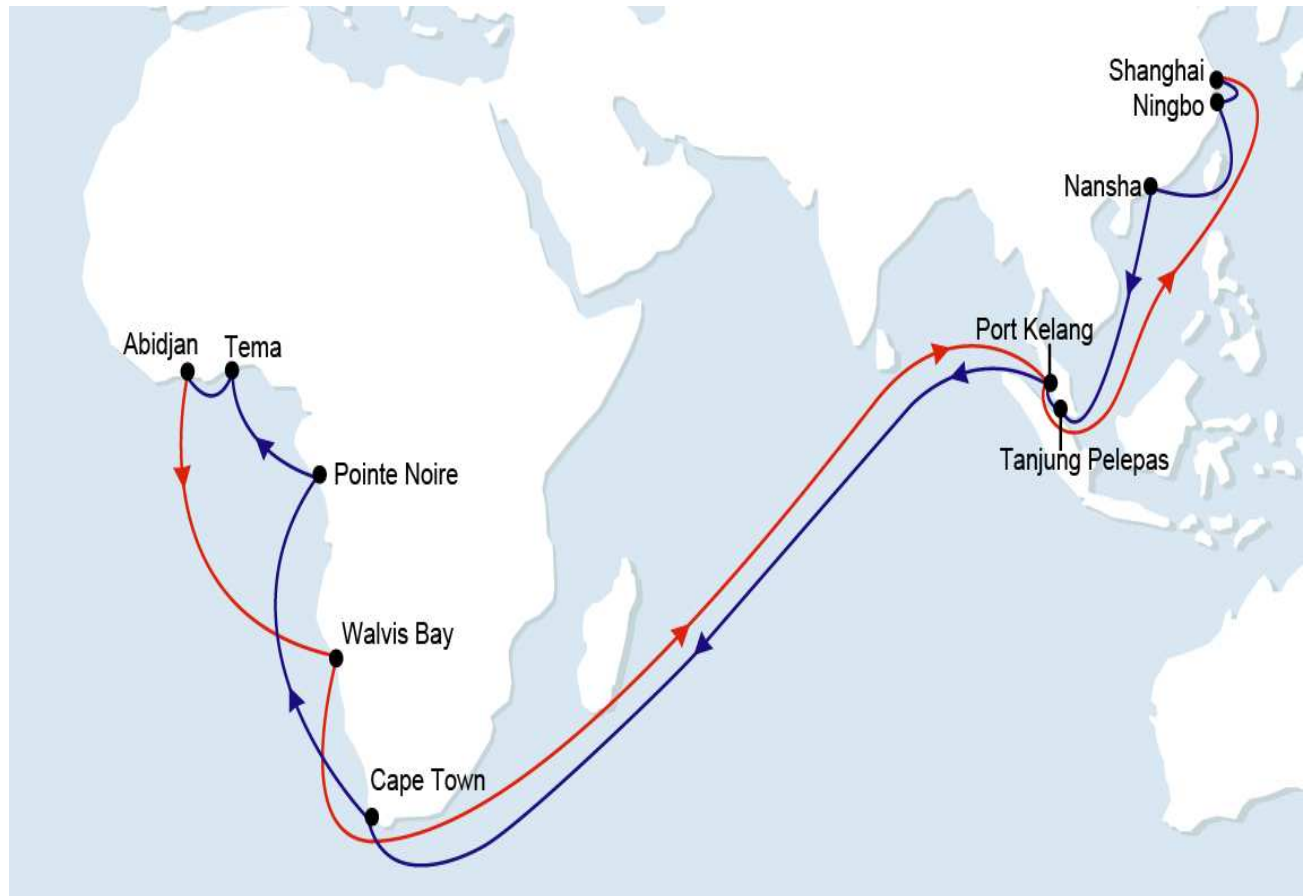 Shanghai
Ningbo
Nansha
Port Kelang
Abidjan
Tema
Tanjung Pelepas
Pointe Noire
Walvis Bay
Cape Town